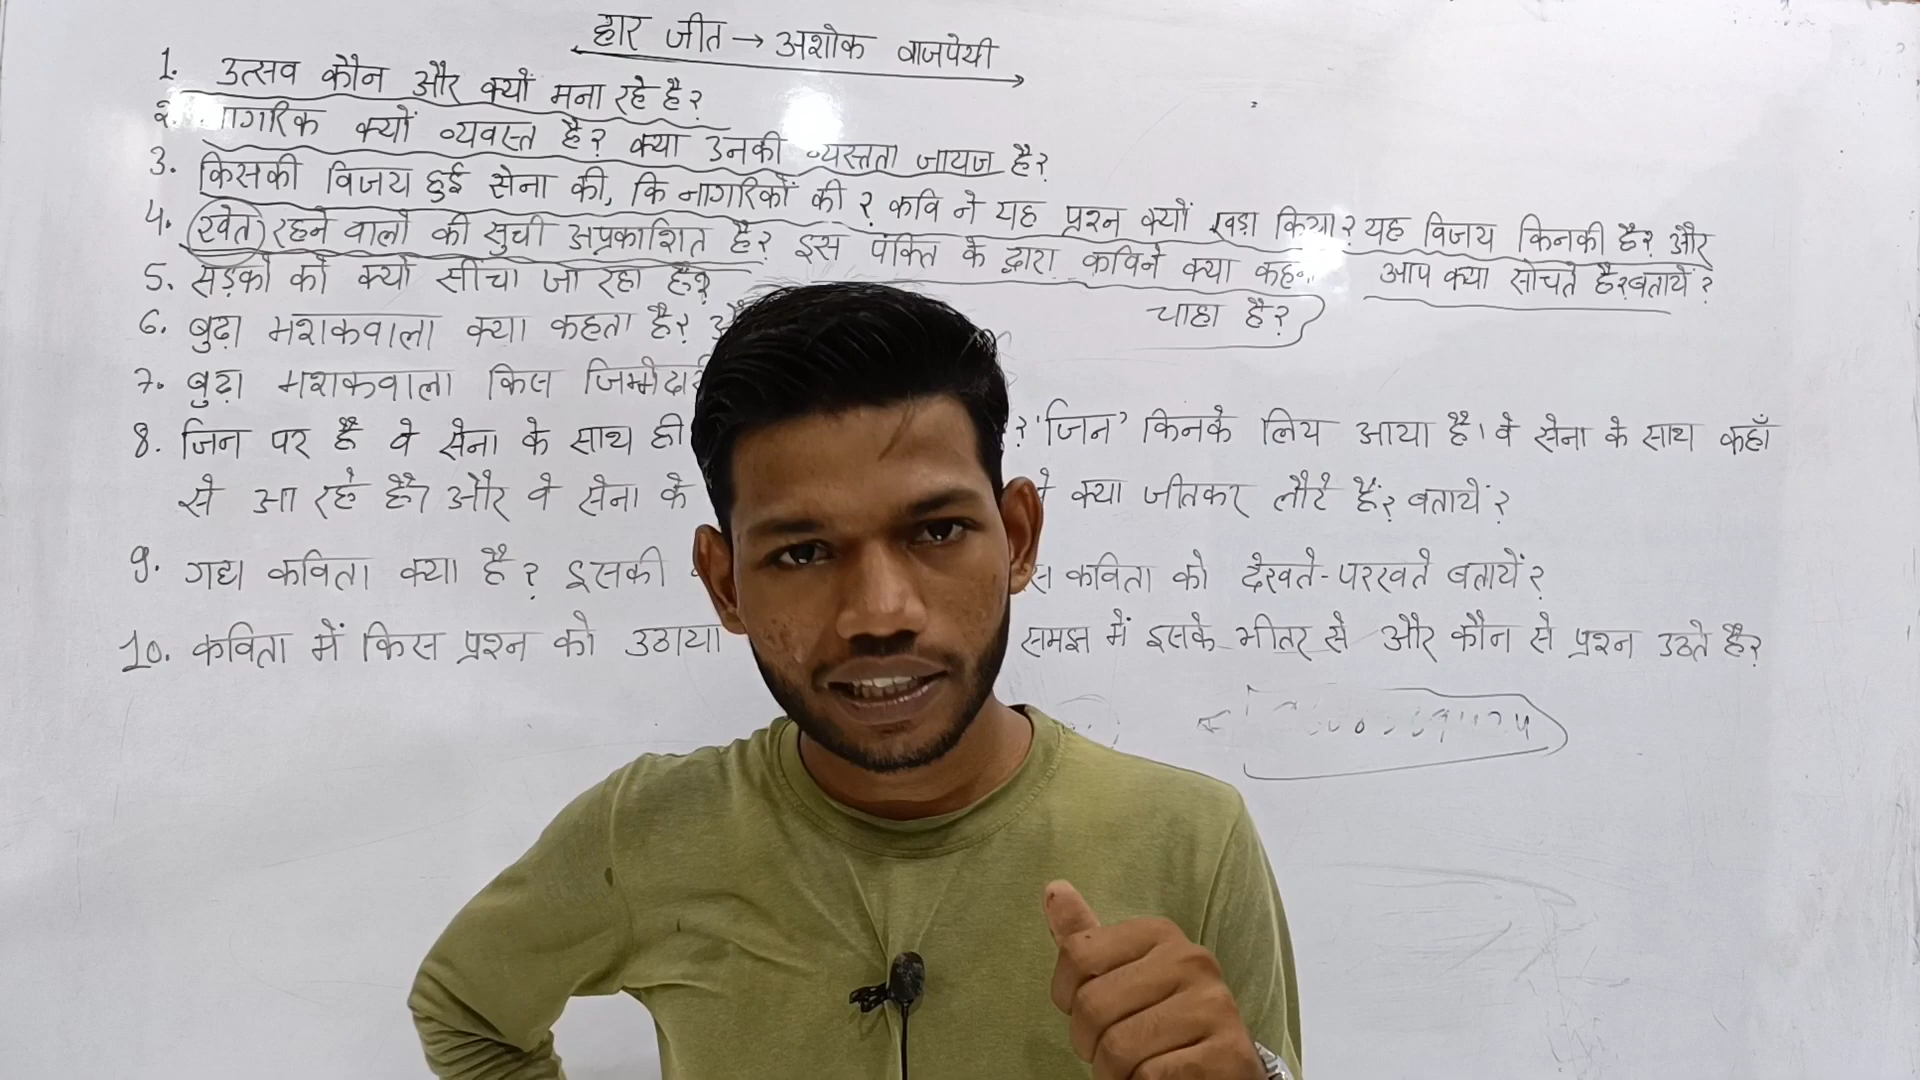 हार जीत → अशोक वाजपेयी
1. उत्सव कौन और क्यों मना रहे है?
2. नागरिक क्यों व्यवस्त है? क्या उनकी व्यस्तता जायज है?
3. किसकी विजय हुई सेना की, कि नागरिकों की? कवि ने यह प्रश्न क्यों खड़ा किया? यह विजय किनकी है? और
आप क्या सोचते है? बतायें?
4. खेत रहने वालो की सुची अप्रकाशित है? इस पंक्ति के द्वारा कविने क्या
चाहा है?
5. सड़को को क्यों सींचा जा रहा है?
6. बुढ़ा मशकवाला क्या कहता है?
7. बुढ़ा मशकवाला किस
8. जिन पर है वे सेना के साथ ही ? 'जिन' किनके लिय आया है। वे सेना के साथ कहाँ
से आ रहे है? और वे सेना के क्या जीतकर लौटे हैं? बतायें?
9. गद्य कविता क्या है? इसकी कविता को देखते-परखते बतायें?
10. कविता में किस प्रश्न को उठाया समझ में इसके भीतर से और कौन से प्रश्न उठते है?